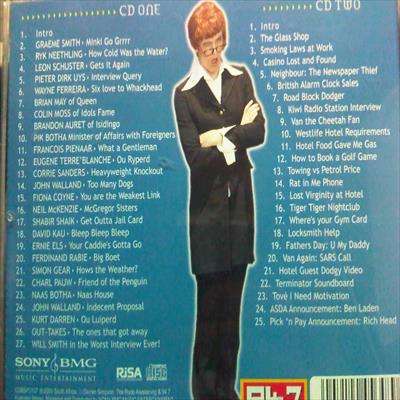 CD ONE
1. Intro
2. GRAEME SMITH - Minki Go Grrrr
3. RYK NEETHLING - How Cold Was the Water?
4. LEON SCHUSTER - Gets It Again
5. PIETER DIRK UYS - Interview Query
6. WAYNE FERREIRA - Six love to Whackhead
7. BRIAN MAY of Queen
8. COLIN MOSS of Idols Fame
9. BRANDON AURET of Isidingo
10. PIK BOTHA Minister of Affairs with Foreigners
11. FRANCOIS PIENAAR - What a Gentleman
12. EUGENE TERRE'BLANCHE - Ou Ryperd
13. CORRIE SANDERS - Heavyweight Knockout
14. JOHN WALLAND - Too Many Dogs
15. FIONA COYNE - You are the Weakest Link
16. NEIL McKENZIE - McGregor Sisters
17. SHABIR SHAIK - Get Outta Jail Card
18. DAVID KAU - Bleep Bleep Bleep
19. ERNIE ELS - Your Caddie's Gotta Go
20. FERDINAND RABIE - Big Boet
21. SIMON GEAR - Hows the Weather?
22. CHARL PAUW - Friend of the Penguin
23. NAAS BOTHA - Naas House
24. JOHN WALLAND - Indecent Proposal
25. KURT DARREN - Ou Luiperd
26. OUT-TAKES - The ones that got away
27. WILL SMITH in the Worst Interview Ever!
CD TWO
1. Intro
2. The Glass Shop
3. Smoking Laws at Work
4. Casino Lost and Found
5. Neighbour: The Newspaper Thief
6. British Alarm Clock Sales
7. Road Block Dodger
8. Kiwi Radio Station Interview
9. Van the Cheetah Fan
10. Westlife Hotel Requirements
11. Hotel Food Gave Me Gas
12. How to Book a Golf Game
13. Towing vs Petrol Price
14. Rat in Me Phone
15. Lost Virginity at Hotel
16. Tiger Tiger Nightclub
17. Where's your Gym Card
18. Locksmith Help
19. Fathers Day: U My Daddy
20. Van Again: SARS Call
21. Hotel Guest Dodgy Video
22. Terminator Soundboard
23. Tové I Need Motivation
24. ASDA Announcement: Ben Laden
25. Pick 'n Pay Announcement: Rich Head
SONY BMG
MUSIC ENTERTAINMENT
RiSA
COMPACT
disc
94.7